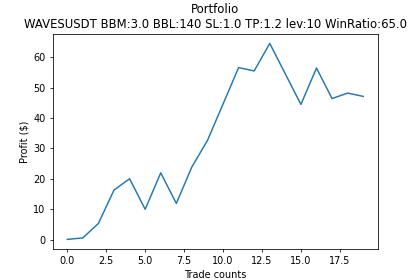 Portfolio
WAVESUSDT BBM:3.0 BBL:140 SL:1.0 TP:1.2 lev:10 WinRatio:65.0
60
50
40
30
20
10
0
Profit ($)
0.0 2.5 5.0 7.5 10.0 12.5 15.0 17.5
Trade counts